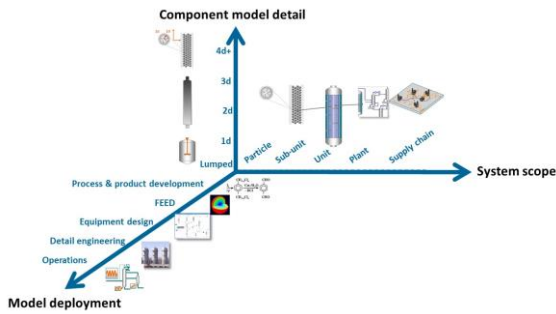 Component model detail
4d+
3d
2d
1d
Lumped
Particle
Sub-unit
Unit
Plant
Supply chain
System scope
Process & product development
FEED
Equipment design
Detail engineering
Operations
Model deployment